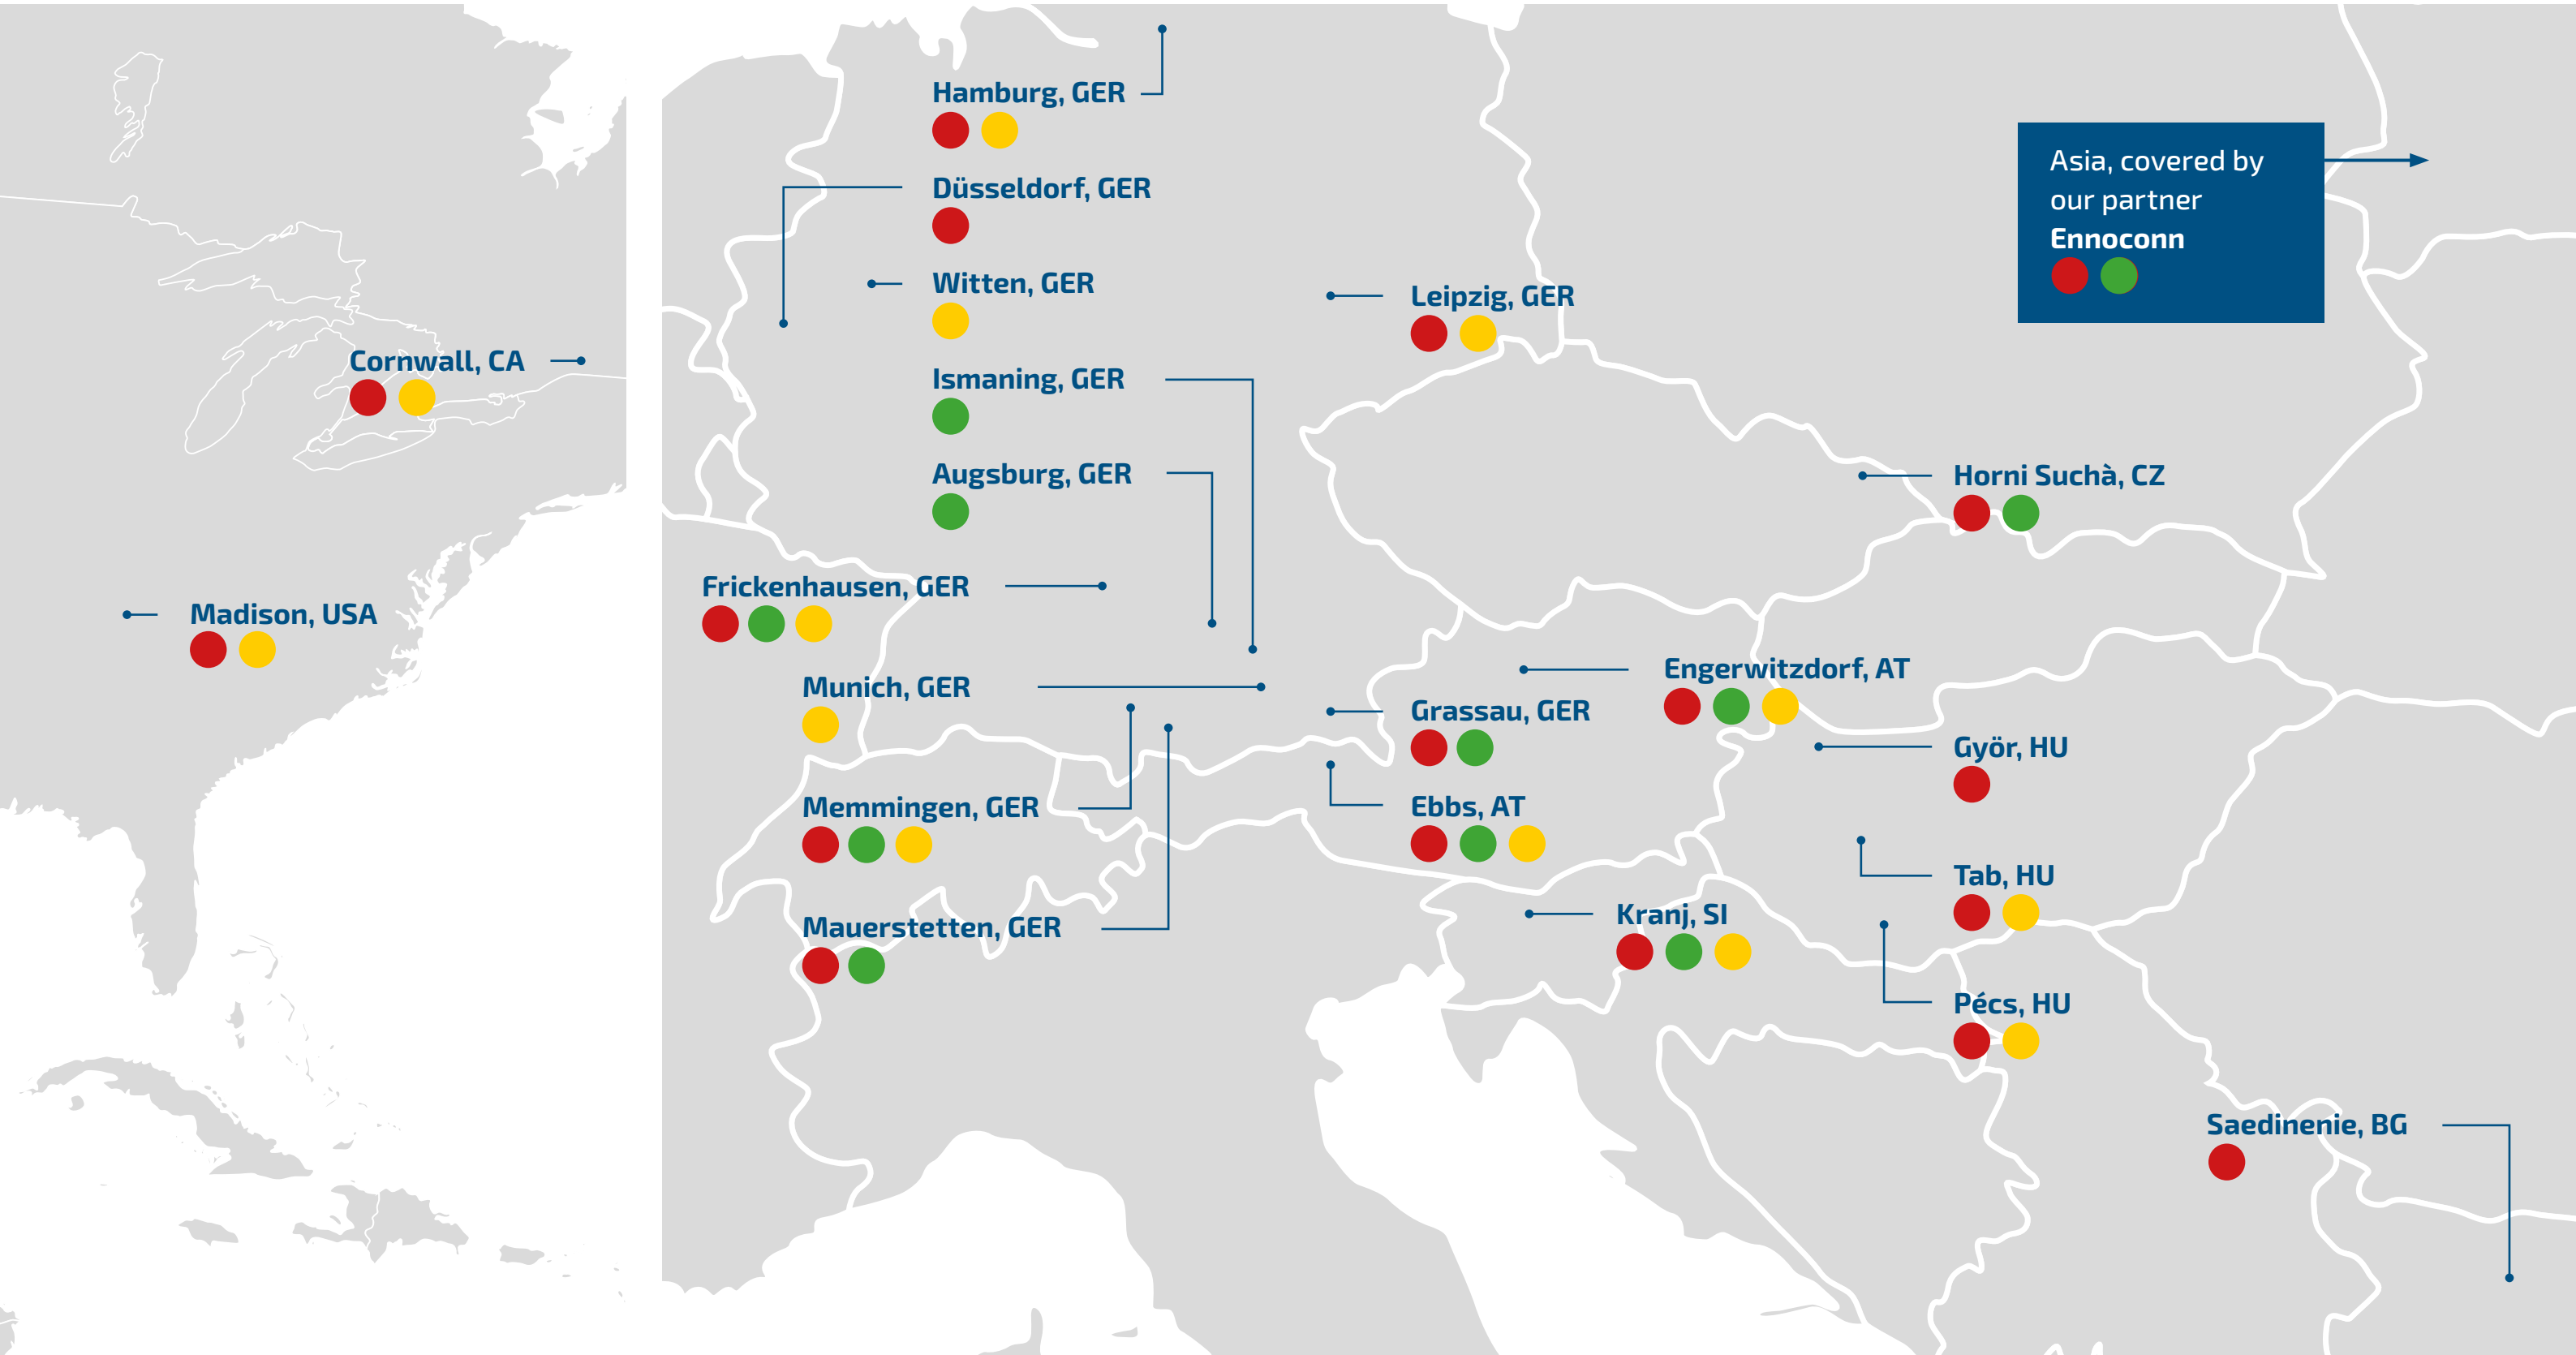 Hamburg, GER
Düsseldorf, GER
Witten, GER
Ismaning, GER
Augsburg, GER
Frickenhausen, GER
Munich, GER
Memmingen, GER
Mauerstetten, GER
Cornwall, CA
Madison, USA
Leipzig, GER
Asia, covered by
our partner
Ennoconn
Horni Suchà, CZ
Engerwitzdorf, AT
Grassau, GER
Ebbs, AT
Györ, HU
Tab, HU
Kranj, SI
Pécs, HU
Saedinenie, BG